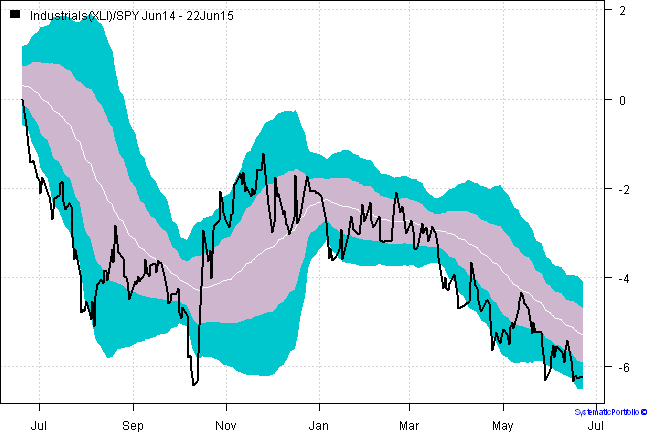 Industrials(XLI)/SPY Jun14 - 22Jun15
2
0
-2
-4
-6
SystematicPortfolio ©
Jul Sep Nov Jan Mar May Jul